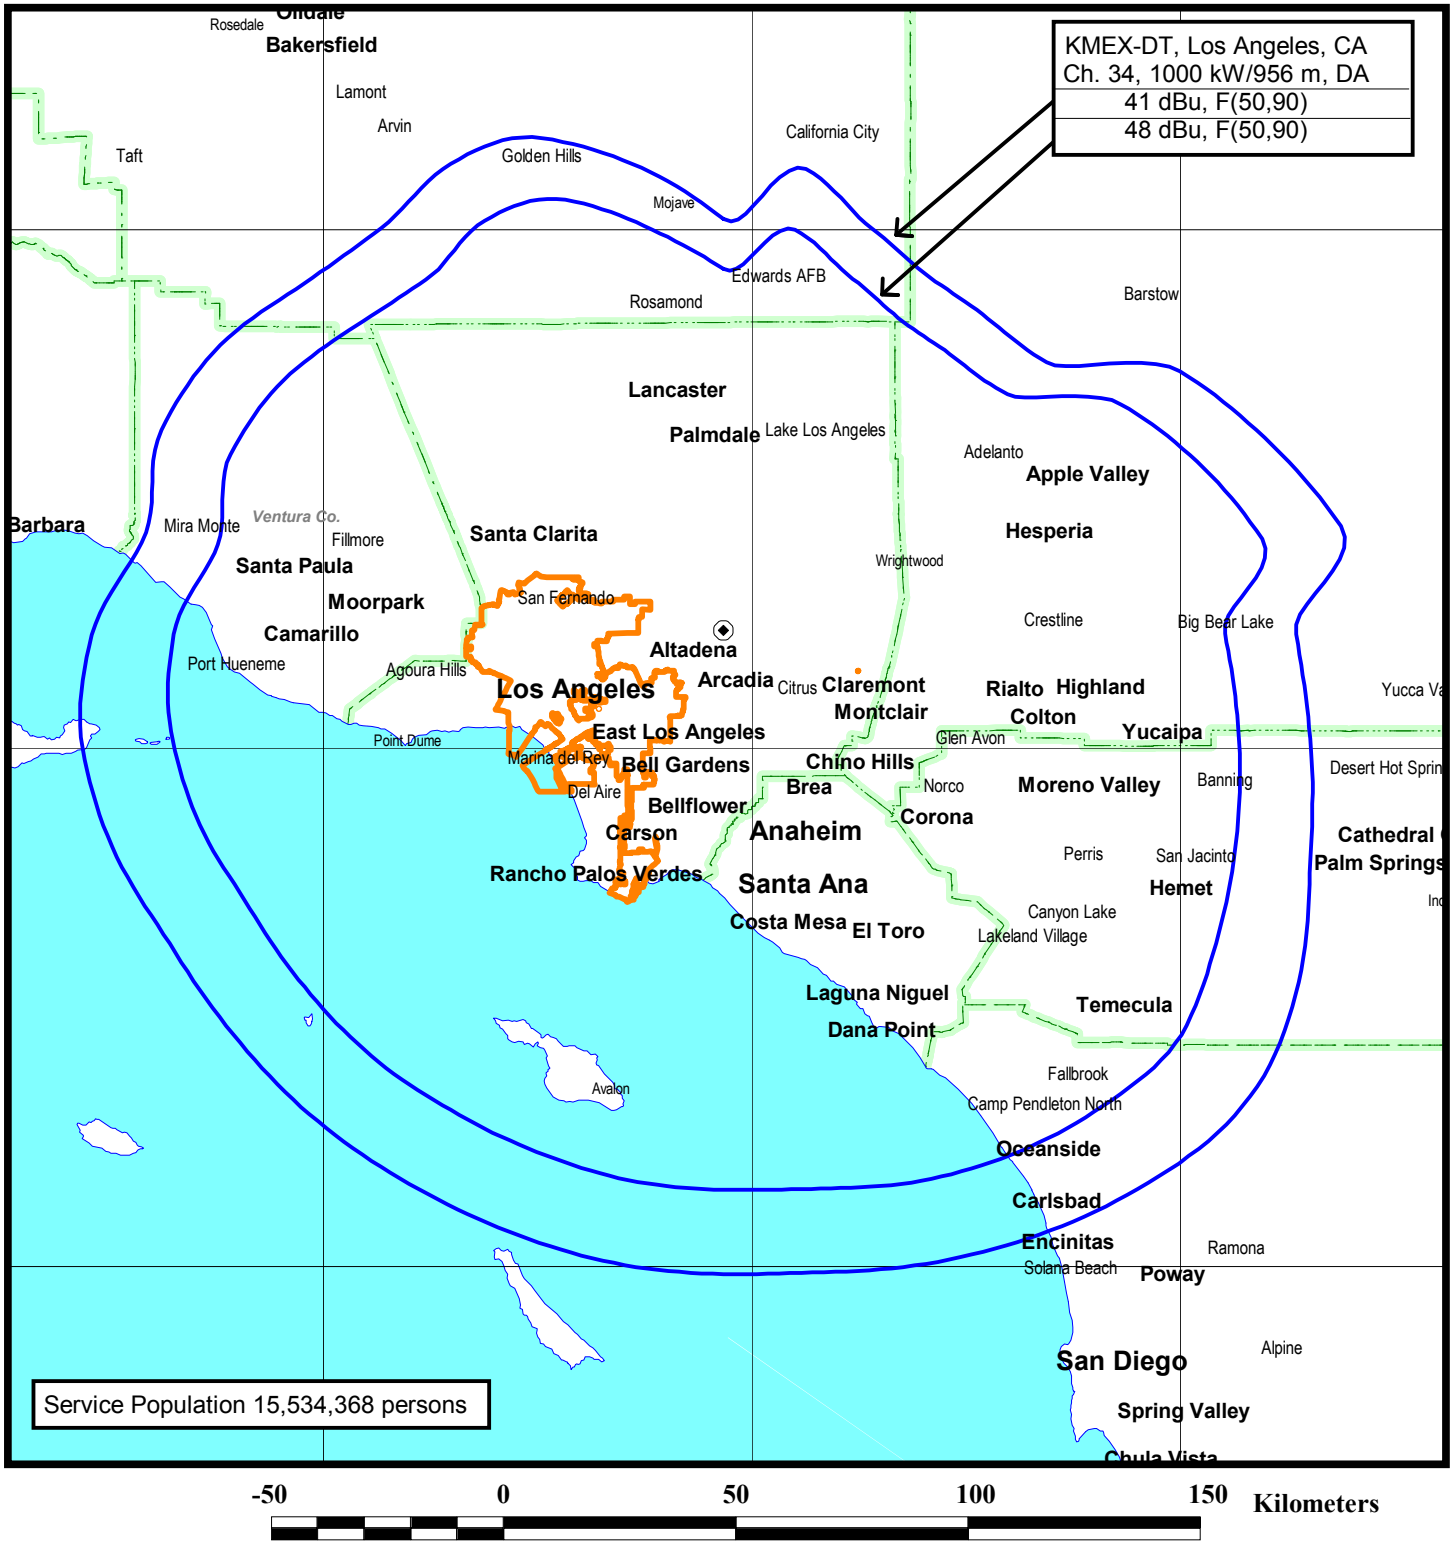 Oildale
Rosedale
Bakersfield
KMEX-DT, Los Angeles, CA
Ch. 34, 1000 kW/956 m, DA
41 dBu, F(50,90)
48 dBu, F(50,90)
Lamont
Arvin
California City
Taft
Golden Hills
Mojave
Edwards AFB
Barstow
Rosamond
Lancaster
Palmdale
Lake Los Angeles
Adelanto
Apple Valley
Barbara
Mira Monte
Ventura Co.
Fillmore
Santa Clarita
Hesperia
Santa Paula
Wrightwood
Moorpark
San Fernando
Camarillo
Crestline
Big Bear Lake
Port Hueneme
Agoura Hills
Altadena
Los Angeles
Arcadia
Citrus
Claremont
Rialto
Highland
Yucca Va
Montclair
Colton
East Los Angeles
Yucaipa
Point Dume
Glen Avon
Marina del Rey
Bell Gardens
Chino Hills
Desert Hot Sprin
Del Aire
Brea
Norco
Moreno Valley
Banning
Bellflower
Corona
Carson
Anaheim
Cathedral
Perris
San Jacinto
Palm Springs
Rancho Palos Verdes
Santa Ana
Hemet
Costa Mesa
El Toro
Canyon Lake
Lakeland Village
Laguna Niguel
Temecula
Dana Point
Avalon
Fallbrook
Camp Pendleton North
Oceanside
Carlsbad
Encinitas
Ramona
Solana Beach
Poway
San Diego
Alpine
Service Population 15,534,368 persons
Spring Valley
Chula Vista
-50 0 50 100 150 Kilometers